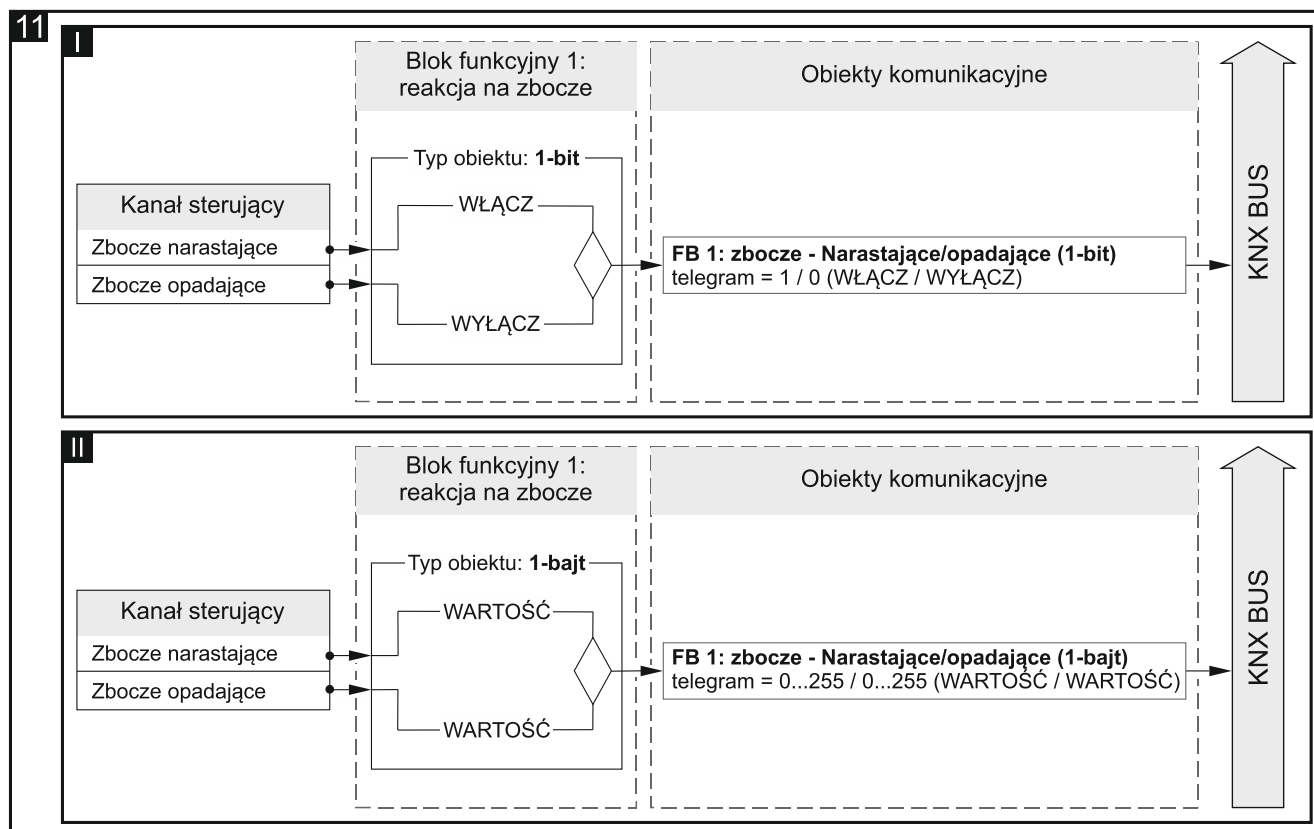 11
I
Blok funkcyjny 1:
reakcja na zbocze
Obiekty komunikacyjne
Typ obiektu: 1-bit
Kanał sterujący
Zbocze narastające
Zbocze opadające
WŁĄCZ
WYŁĄCZ
FB 1: zbocze - Narastające/opadające (1-bit)
telegram = 1 / 0 (WŁĄCZ / WYŁĄCZ)
KNX BUS
II
Blok funkcyjny 1:
reakcja na zbocze
Obiekty komunikacyjne
Typ obiektu: 1-bajt
Kanał sterujący
Zbocze narastające
Zbocze opadające
WARTOŚĆ
WARTOŚĆ
FB 1: zbocze - Narastające/opadające (1-bajt)
telegram = 0...255 / 0...255 (WARTOŚĆ / WARTOŚĆ)
KNX BUS